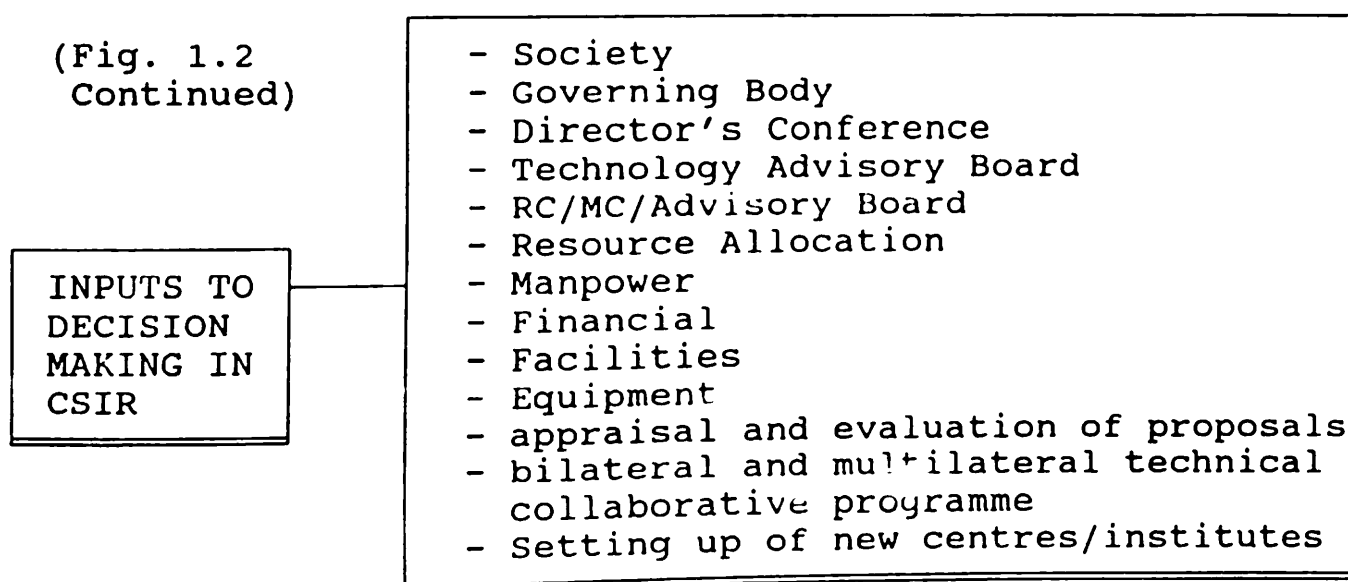 (Fig. 1.2
Continued)
- Society
- Governing Body
- Director's Conference
- Technology Advisory Board
- RC/MC/Advisory Board
- Resource Allocation
- Manpower
- Financial
- Facilities
- Equipment
- appraisal and evaluation of proposals
- bilateral and multilateral technical
collaborative programme
- Setting up of new centres/institutes
INPUTS TO
DECISION
MAKING IN
CSIR